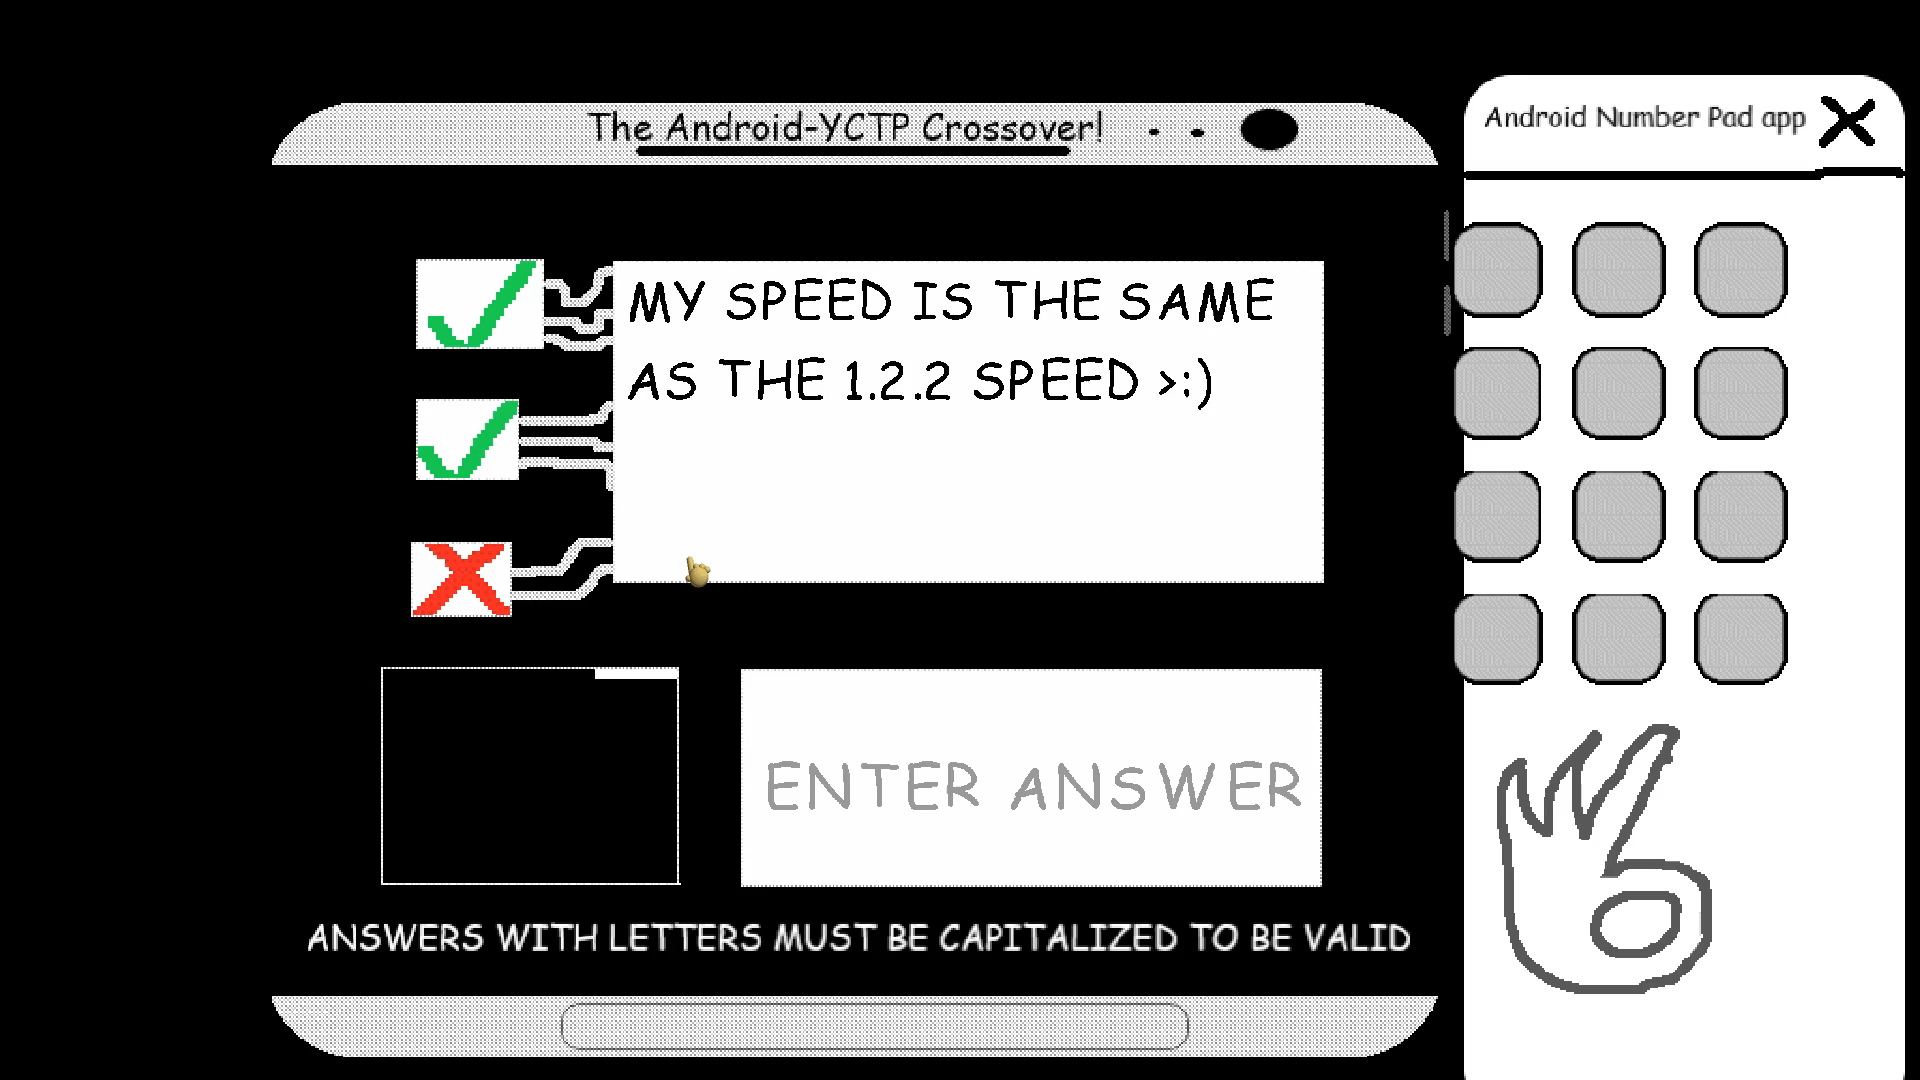 The Android-YCTP Crossover!
Android Number Pad app
MY SPEED IS THE SAME
AS THE 1.2.2 SPEED >:)
ENTER ANSWER
ANSWERS WITH LETTERS MUST BE CAPITALIZED TO BE VALID